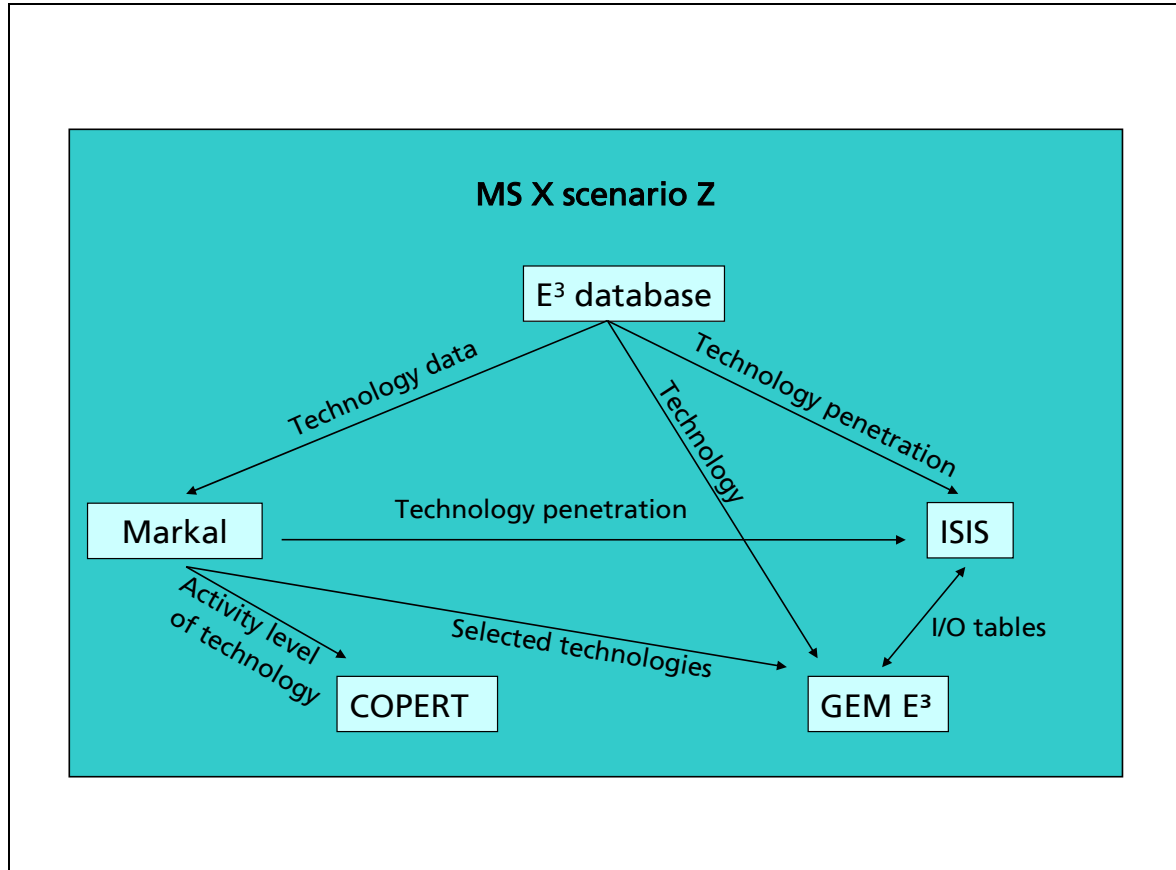 MS X scenario Z
E³ database
Technology data
Technology
Technology penetration
Markal
Technology penetration
ISIS
Activity level
of technology
Selected technologies
I/O tables
COPERT
GEM E³